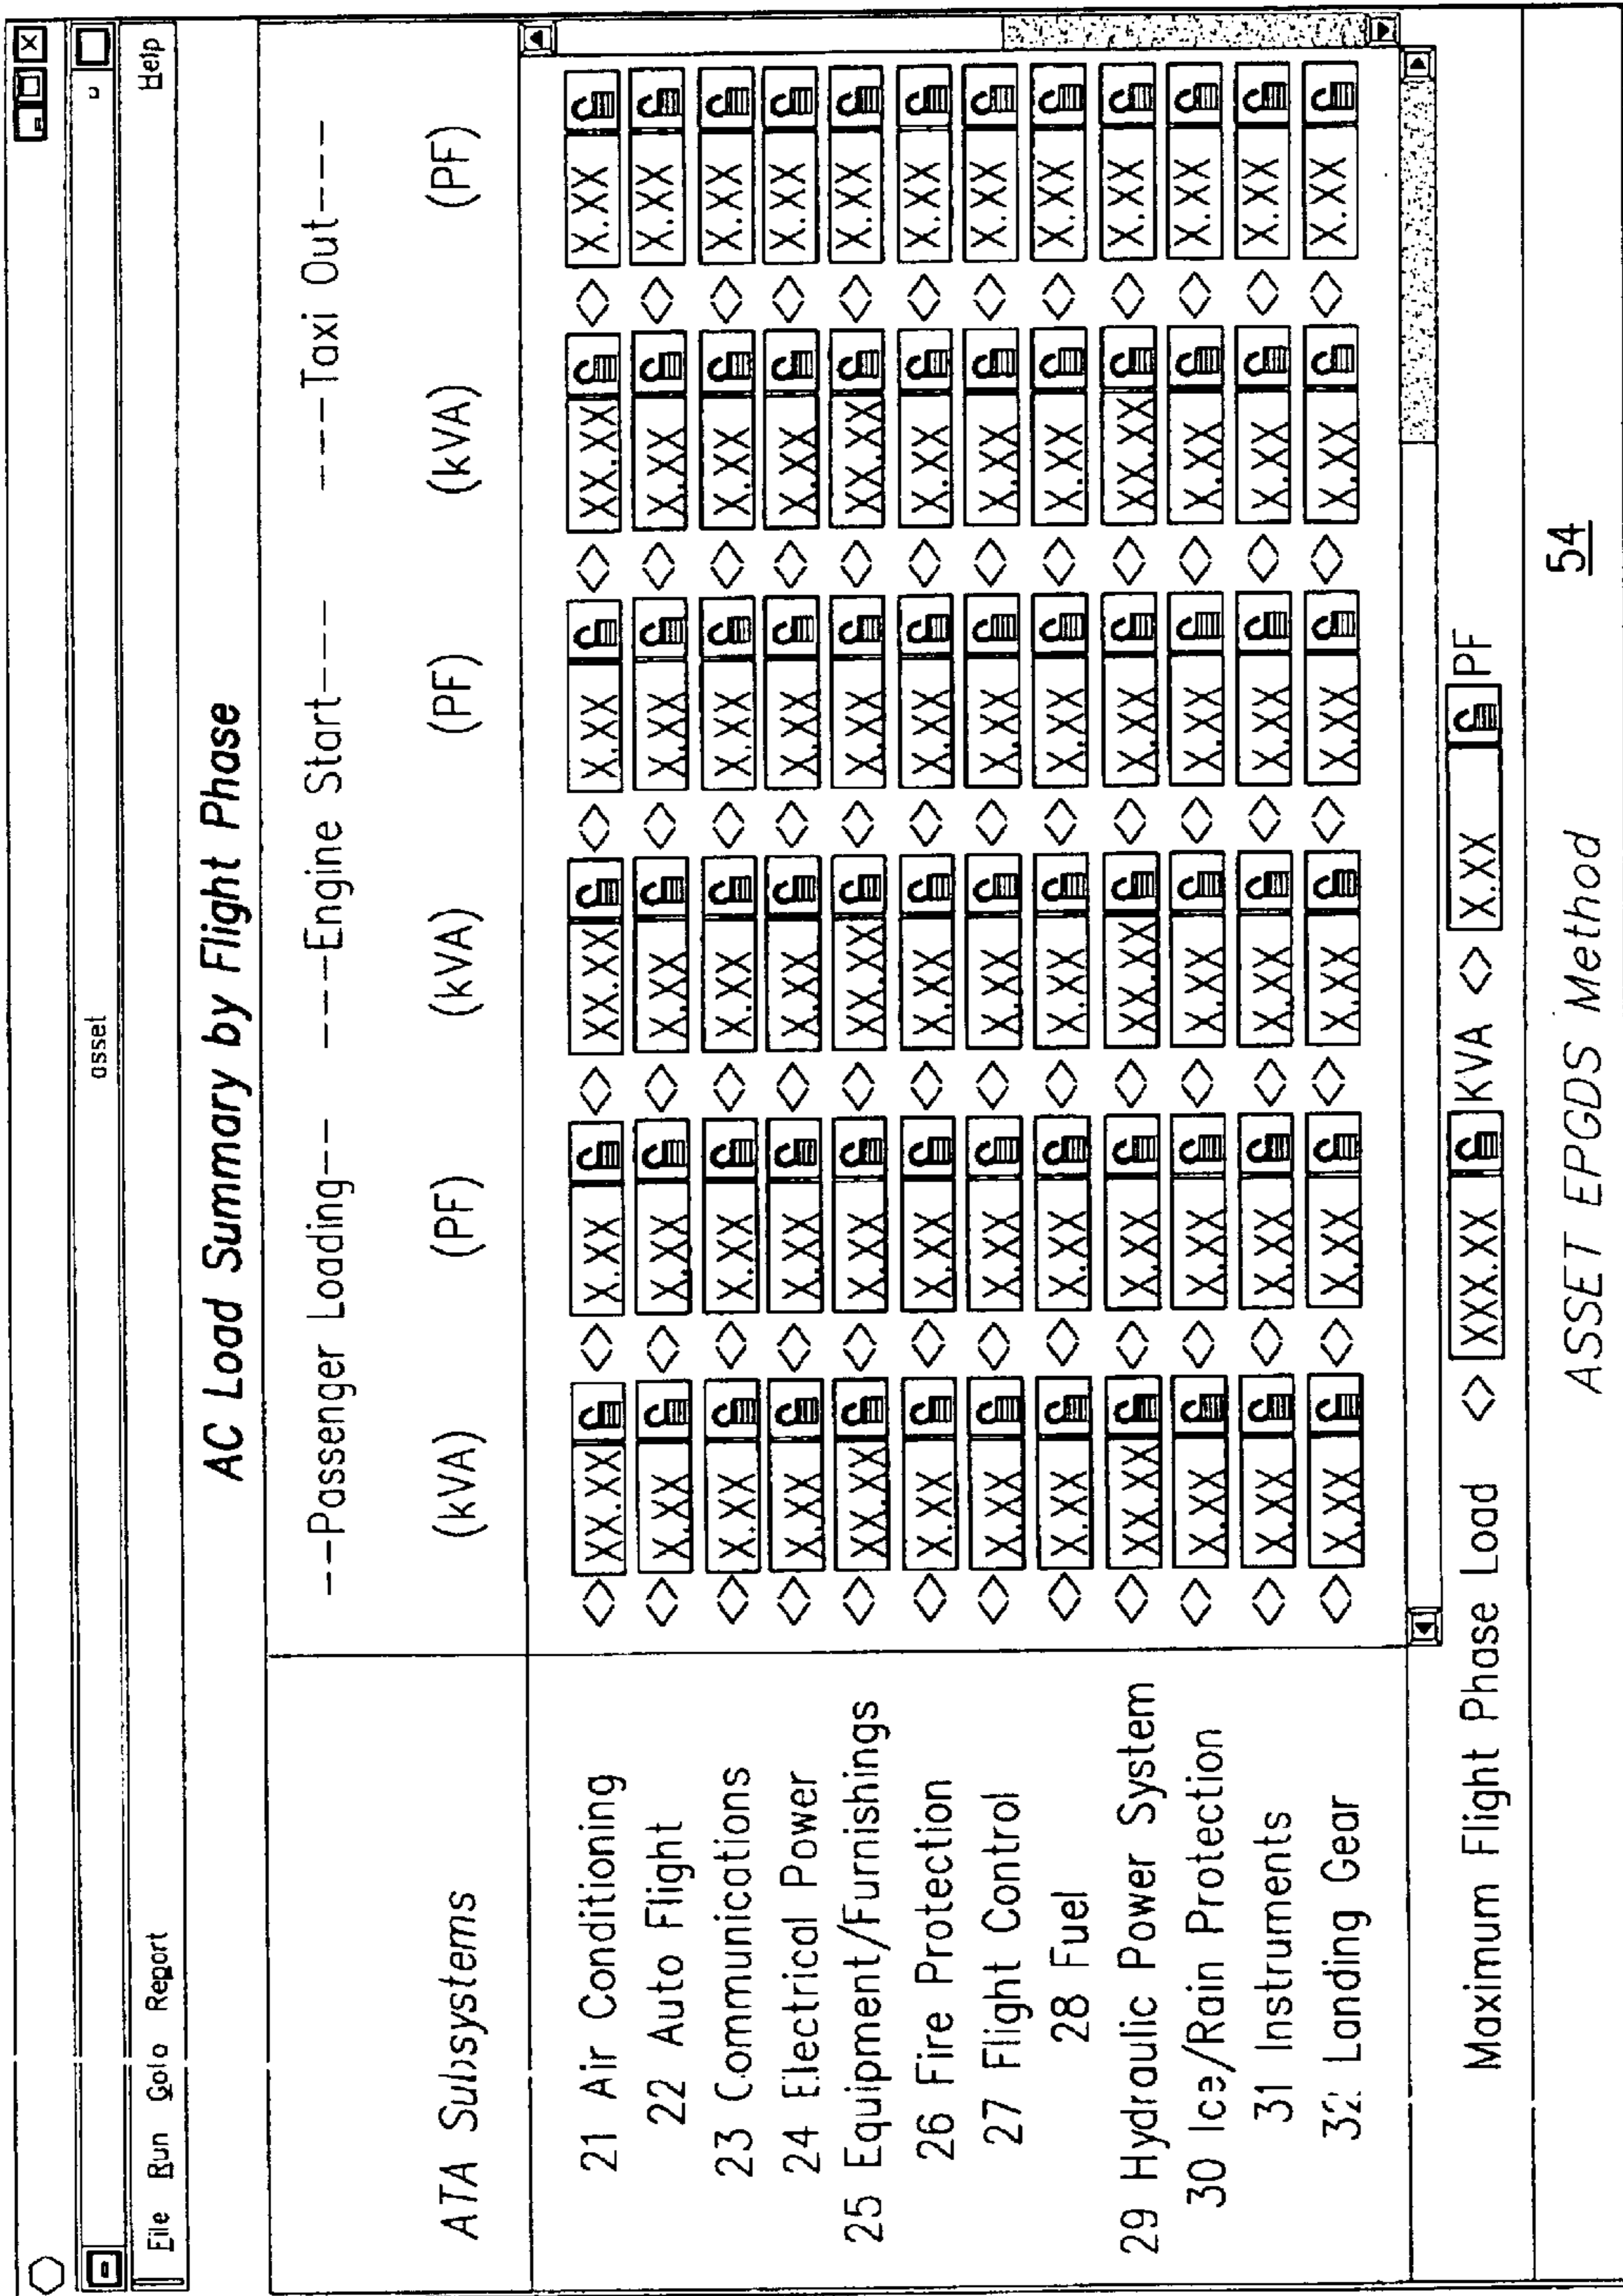 asset
File Run Goto Report Help
AC Load Summary by Flight Phase
ATA Subsystems --Passenger Loading-- ----Engine Start---- ----Taxi Out----
(kVA) (PF) (kVA) (PF) (kVA) (PF)
21 Air Conditioning XX.XX X.XX XX.XX X.XX XX.XX X.XX
22 Auto Flight X.XX X.XX X.XX X.XX X.XX X.XX
23 Communications X.XX X.XX X.XX X.XX X.XX X.XX
24 Electrical Power X.XX X.XX X.XX X.XX X.XX X.XX
25 Equipment/Furnishings XX.XX X.XX XX.XX X.XX XX.XX X.XX
26 Fire Protection X.XX X.XX X.XX X.XX X.XX X.XX
27 Flight Control X.XX X.XX X.XX X.XX X.XX X.XX
28 Fuel X.XX X.XX X.XX X.XX X.XX X.XX
29 Hydraulic Power System XX.XX X.XX XX.XX X.XX XX.XX X.XX
30 Ice/Rain Protection X.XX X.XX X.XX X.XX X.XX X.XX
31 Instruments X.XX X.XX X.XX X.XX X.XX X.XX
32 Landing Gear X.XX X.XX X.XX X.XX X.XX X.XX
Maximum Flight Phase Load <> XXX.XX KVA <> X.XX PF
ASSET EPGDS Method
54